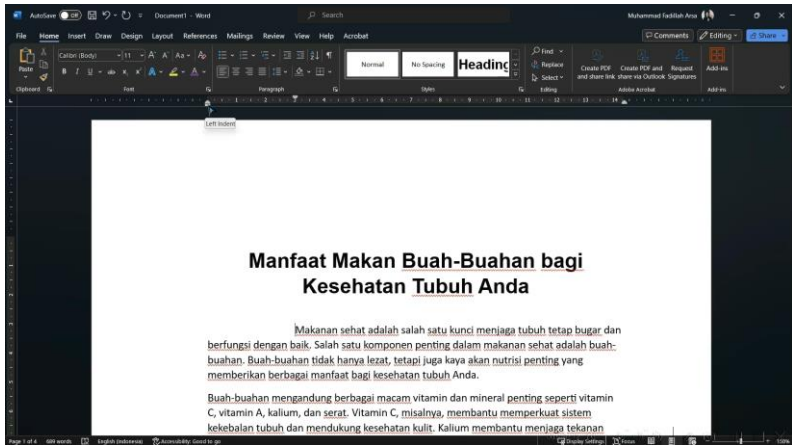 AutoSave Off Document1 - Word Search Muhammad Fadillah Arsa
File Home Insert Draw Design Layout References Mailings Review View Help Acrobat Comments Editing Share
Calibri (Body) 11
Paste
Normal No Spacing Heading
Find
Replace
Select
Create PDF and share link
Create PDF and share via Outlook
Request Signatures
Add-ins
Clipboard Font Paragraph Styles Editing Adobe Acrobat Add-ins
Left Indent
Manfaat Makan Buah-Buahan bagi
Kesehatan Tubuh Anda
Makanan sehat adalah salah satu kunci menjaga tubuh tetap bugar dan
berfungsi dengan baik. Salah satu komponen penting dalam makanan sehat adalah buah-
buahan. Buah-buahan tidak hanya lezat, tetapi juga kaya akan nutrisi penting yang
memberikan berbagai manfaat bagi kesehatan tubuh Anda.
Buah-buahan mengandung berbagai macam vitamin dan mineral penting seperti vitamin
C, vitamin A, kalium, dan serat. Vitamin C, misalnya, membantu memperkuat sistem
kekebalan tubuh dan mendukung kesehatan kulit. Kalium membantu menjaga tekanan
Page 1 of 4 689 words English (Indonesia) Accessibility: Good to go Display Settings Focus 150%